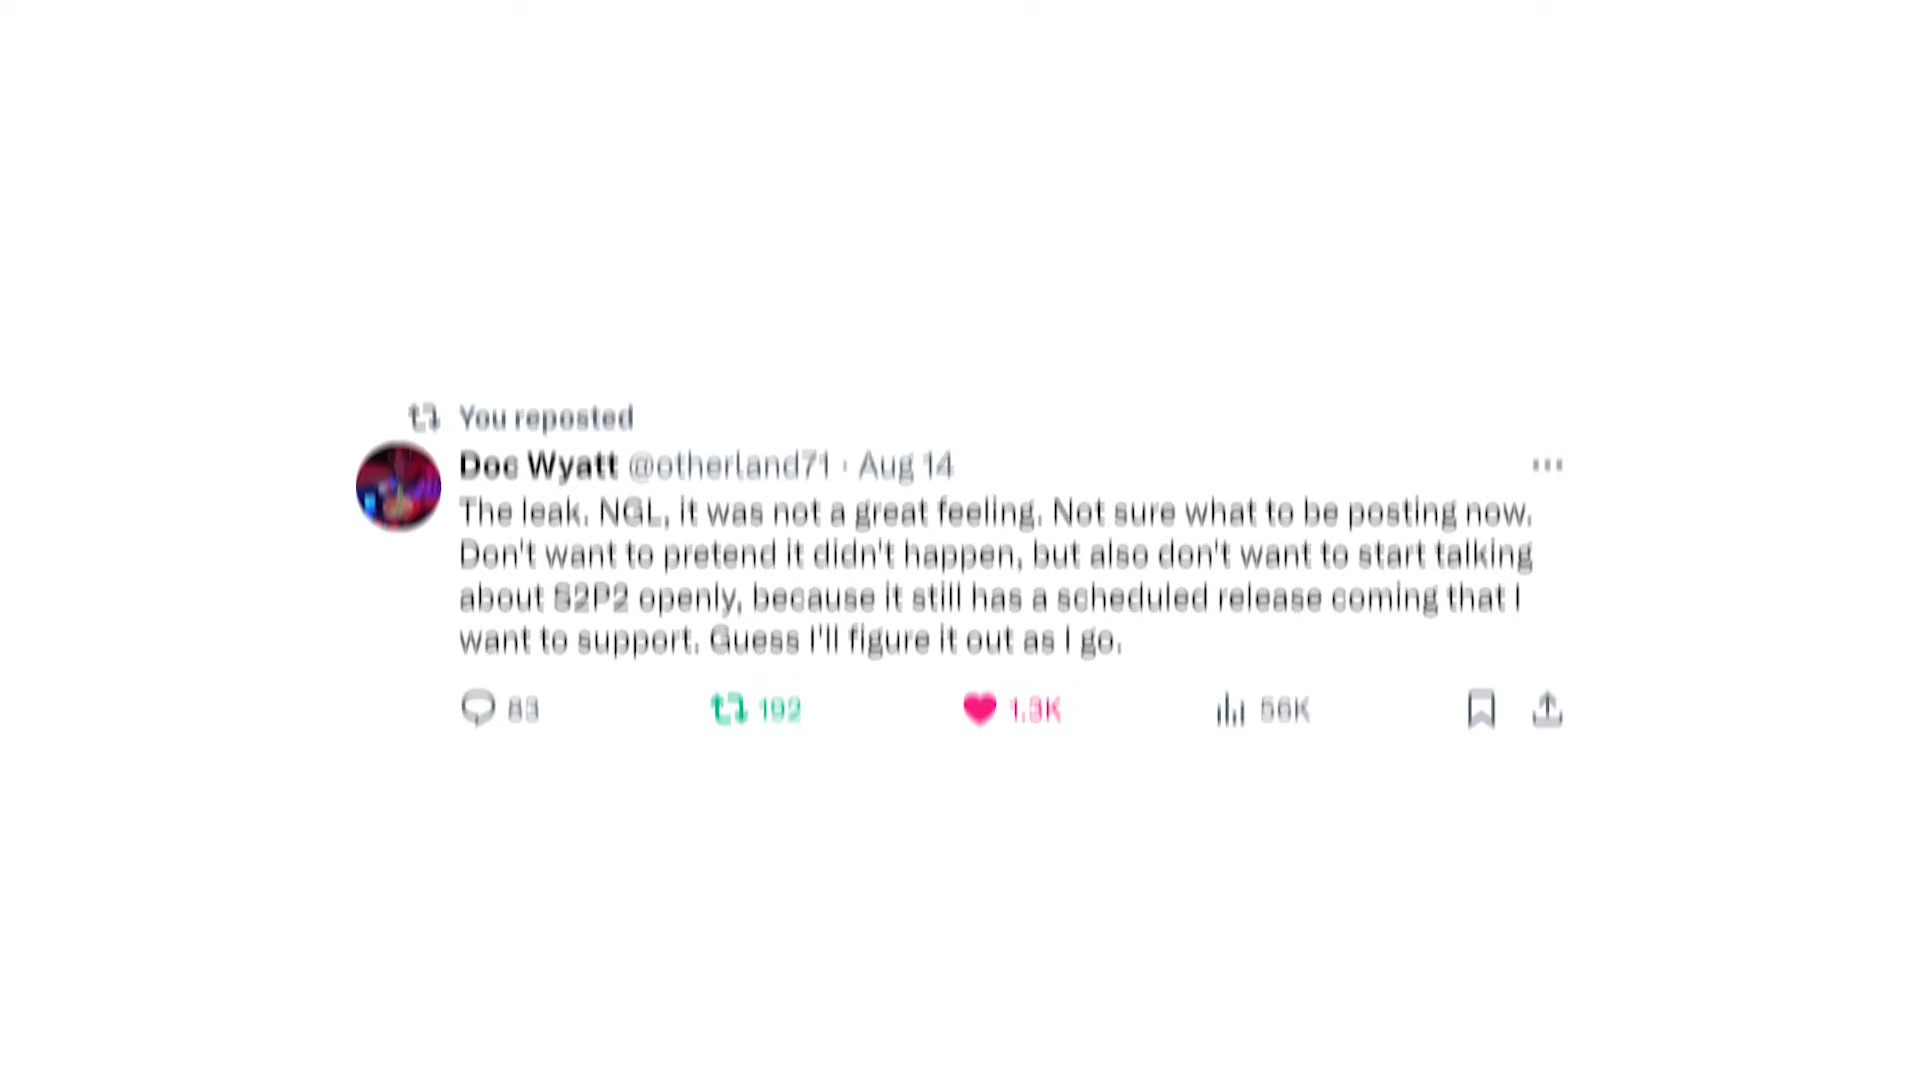 You reposted
Doc Wyatt @otherland71 · Aug 14
The leak. NGL, it was not a great feeling. Not sure what to be posting now.
Don't want to pretend it didn't happen, but also don't want to start talking
about S2P2 openly, because it still has a scheduled release coming that I
want to support. Guess I'll figure it out as I go.
83 192 1.3K 56K